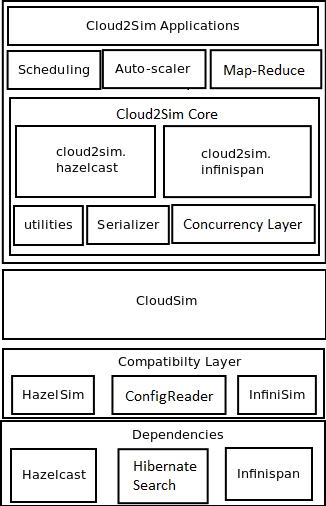 Cloud2Sim Applications
Scheduling
Auto-scaler
Map-Reduce
Cloud2Sim Core
cloud2sim.
hazelcast
cloud2sim.
infinispan
utilities
Serializer
Concurrency Layer
CloudSim
Compatibilty Layer
HazelSim
ConfigReader
InfiniSim
Dependencies
Hazelcast
Hibernate
Search
Infinispan